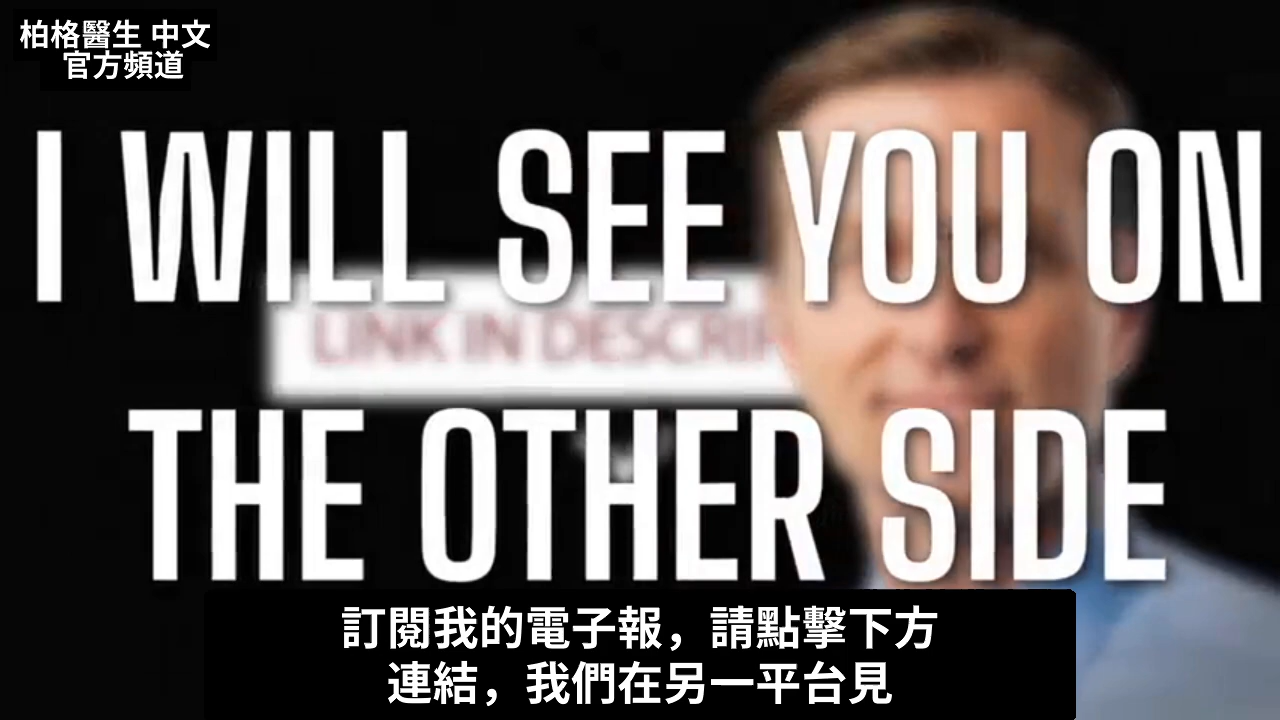 柏格醫生 中文
官方頻道
I WILL SEE YOU ON
LINK IN
THE OTHER SIDE
訂閱我的電子報，請點擊下方
連結，我們在另一平台見